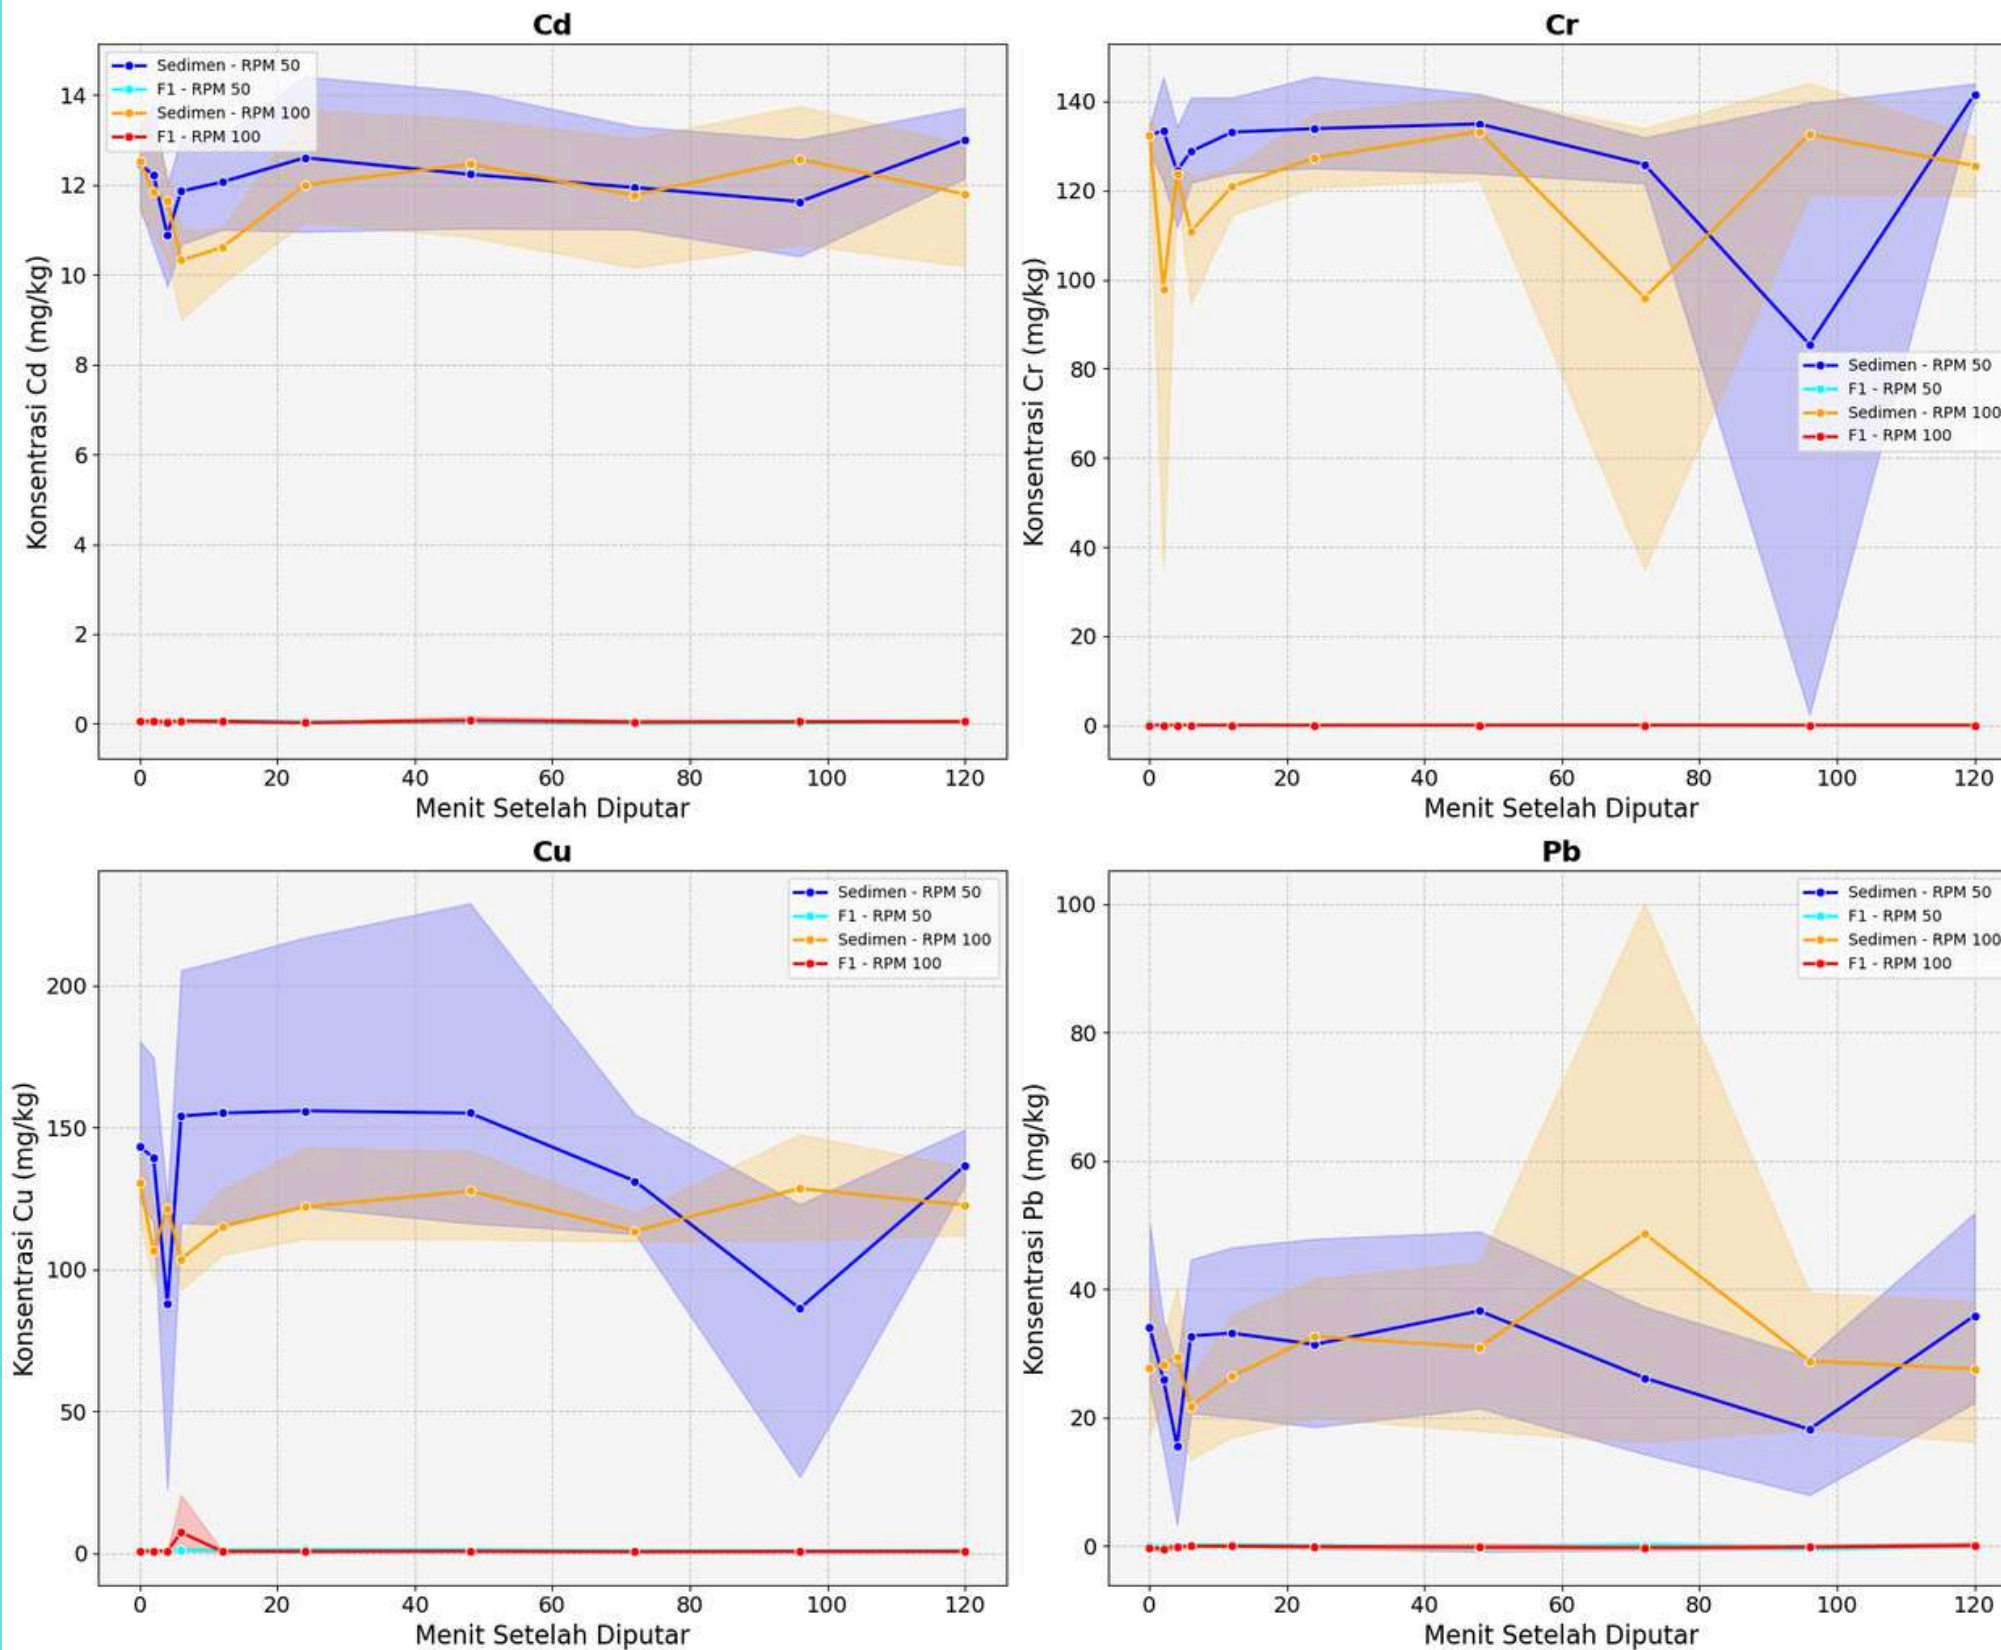 Cd
Konsentrasi Cd (mg/kg)
14
12
10
8
6
4
2
0
Sedimen - RPM 50
F1 - RPM 50
Sedimen - RPM 100
F1 - RPM 100
0 20 40 60 80 100 120
Menit Setelah Diputar
Cr
Konsentrasi Cr (mg/kg)
140
120
100
80
60
40
20
0
Sedimen - RPM 50
F1 - RPM 50
Sedimen - RPM 100
F1 - RPM 100
0 20 40 60 80 100 120
Menit Setelah Diputar
Cu
Konsentrasi Cu (mg/kg)
200
150
100
50
0
Sedimen - RPM 50
F1 - RPM 50
Sedimen - RPM 100
F1 - RPM 100
0 20 40 60 80 100 120
Menit Setelah Diputar
Pb
Konsentrasi Pb (mg/kg)
100
80
60
40
20
0
Sedimen - RPM 50
F1 - RPM 50
Sedimen - RPM 100
F1 - RPM 100
0 20 40 60 80 100 120
Menit Setelah Diputar